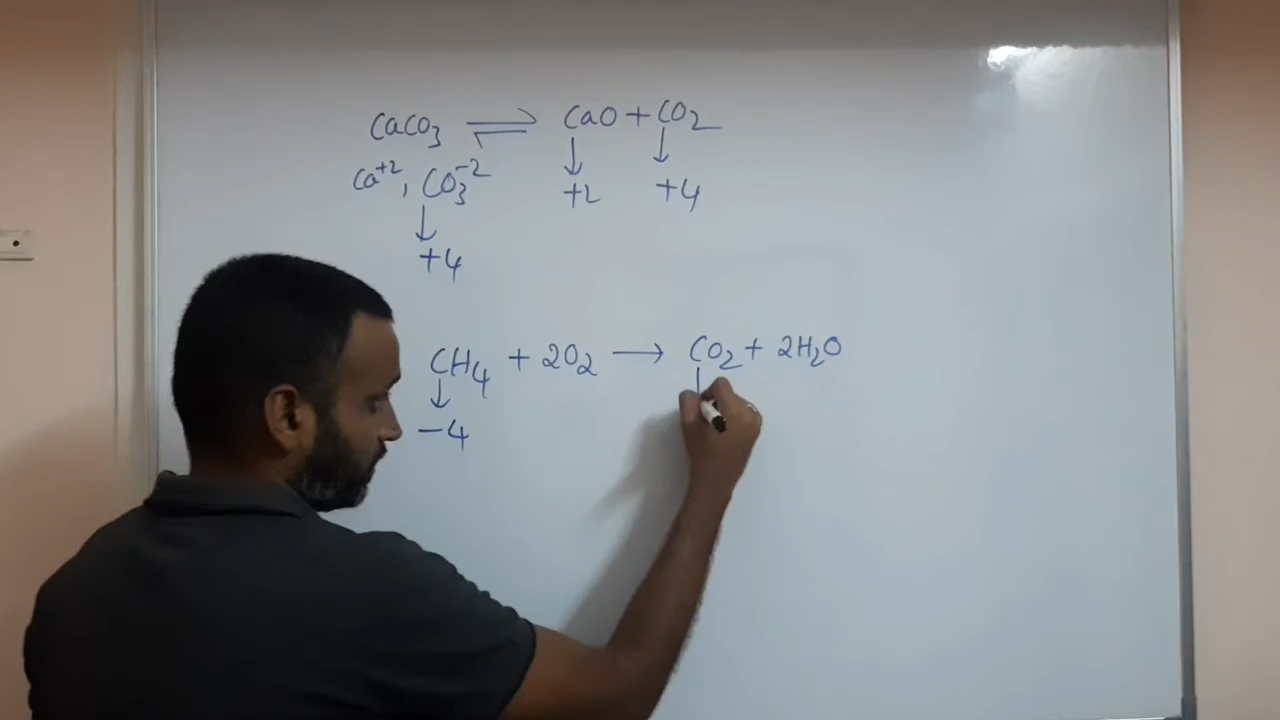 CaCO₃ ⇌ CaO + CO₂
Ca⁺², CO₃⁻² ↓ +2 ↓ +4
↓ +4
CH₄ + 2O₂ → CO₂ + 2H₂O
↓
-4